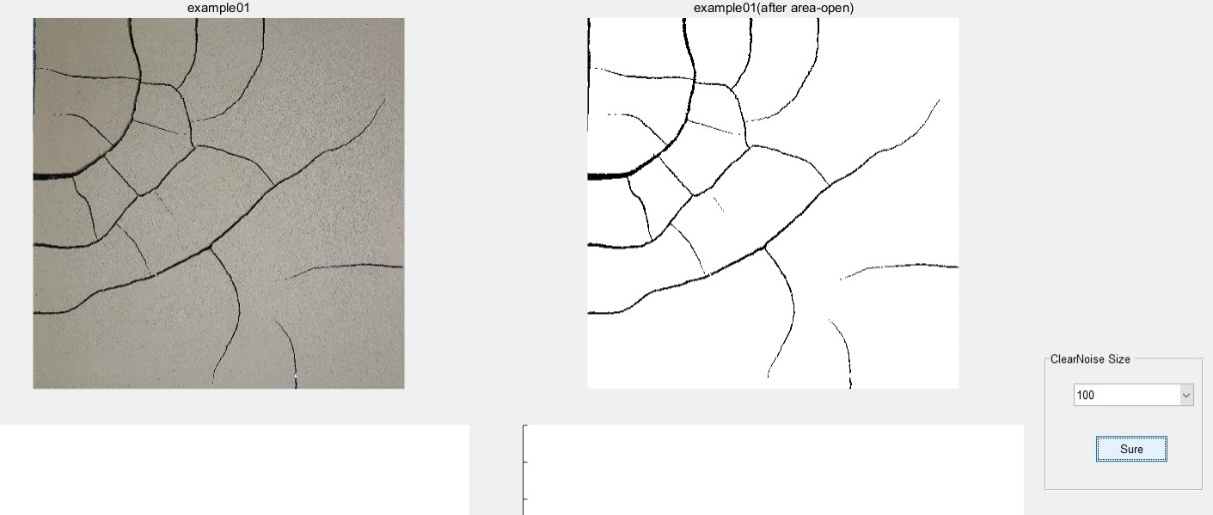 example01
example01(after area-open)
ClearNoise Size
100
Sure